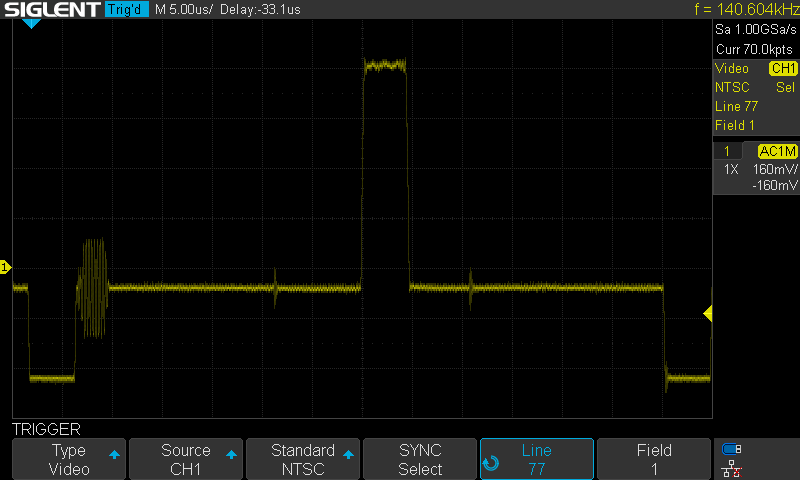 SIGLENT Trig'd M 5.00us/ Delay:-33.1us f = 140.604kHz
Sa 1.00GSa/s
Curr 70.0kpts
Video CH1
NTSC Sel
Line 77
Field 1
1 AC1M
1X 160mV/
-160mV
1
TRIGGER
Type Source Standard SYNC Line Field
Video CH1 NTSC Select 77 1